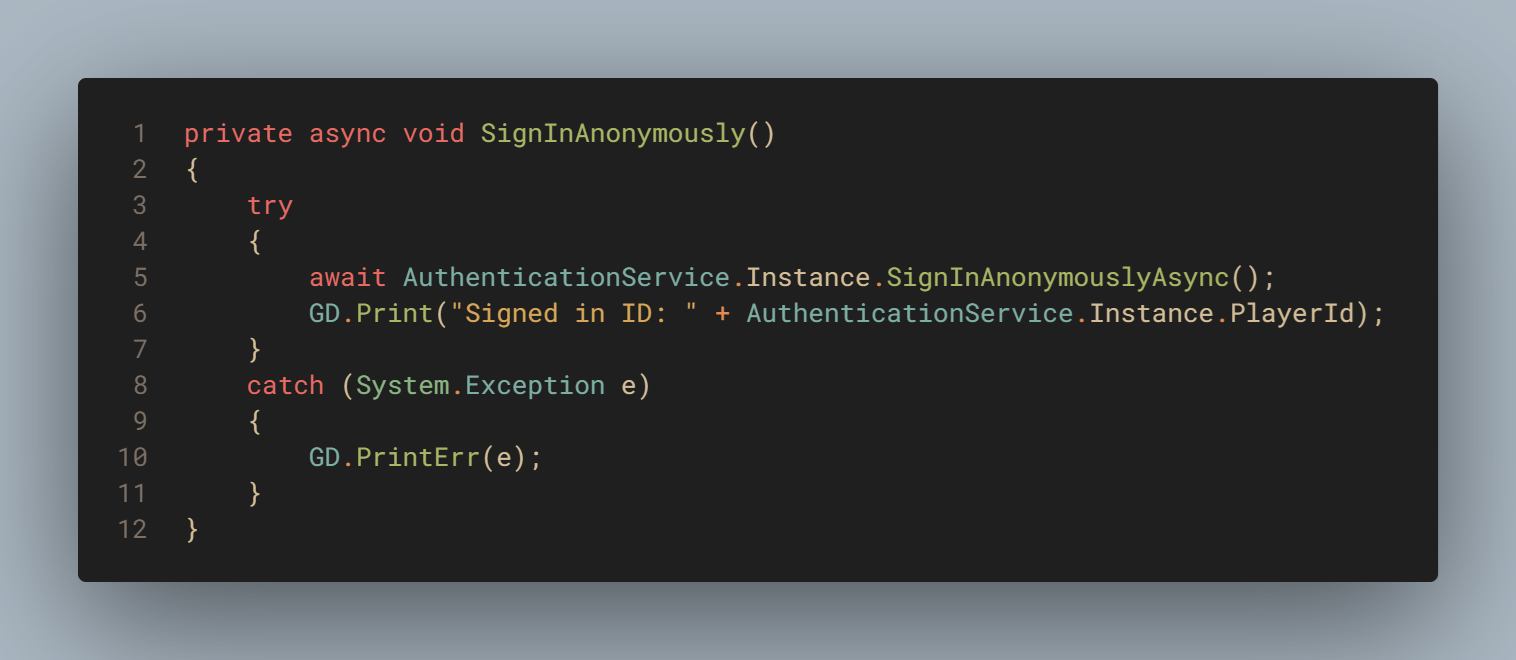 1 private async void SignInAnonymously()
2 {
3     try
4     {
5         await AuthenticationService.Instance.SignInAnonymouslyAsync();
6         GD.Print("Signed in ID: " + AuthenticationService.Instance.PlayerId);
7     }
8     catch (System.Exception e)
9     {
10         GD.PrintErr(e);
11     }
12 }